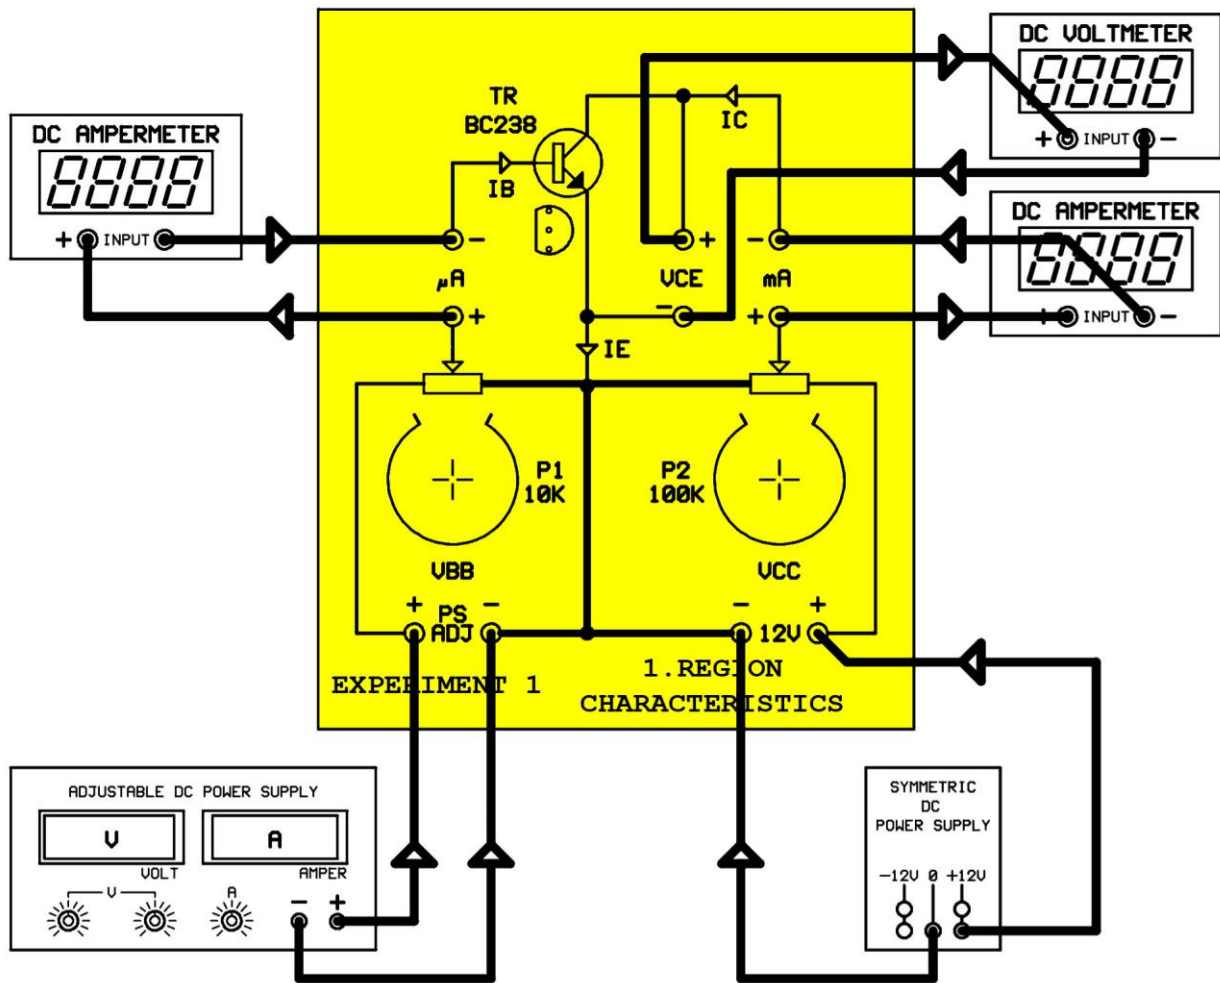 DC VOLTMETER
8888
+ INPUT -
TR
BC238
IC
IB
DC AMPERMETER
8888
+ INPUT -
DC AMPERMETER
8888
+ INPUT -
- + -
µA VCE mA
+ - +
IE
P1
10K
P2
100K
VBB
VCC
+ - - +
PS
ADJ
12V
EXPERIMENT 1
1.REGION
CHARACTERISTICS
ADJUSTABLE DC POWER SUPPLY
V A
VOLT AMPER
V A
- +
SYMMETRIC
DC
POWER SUPPLY
-12V 0 +12V